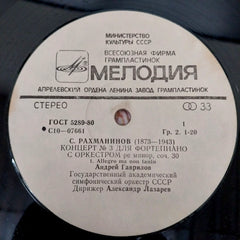 МИНИСТЕРСТВО
КУЛЬТУРЫ СССР
ВСЕСОЮЗНАЯ ФИРМА
ГРАМПЛАСТИНОК
МЕЛОДИЯ
АПРЕЛЕВСКИЙ ОРДЕНА ЛЕНИНА ЗАВОД ГРАМПЛАСТИНОК
СТЕРЕО 33
ГОСТ 5289-80 1
С10-07661 Гр. 2. 1-20
С. РАХМАНИНОВ (1873-1943)
КОНЦЕРТ № 3 ДЛЯ ФОРТЕПИАНО
С ОРКЕСТРОМ ре минор, соч. 30
1. Allegro ma non tanto
Андрей Гаврилов
Государственный академический
симфонический оркестр СССР
Дирижер Александр Лазарев